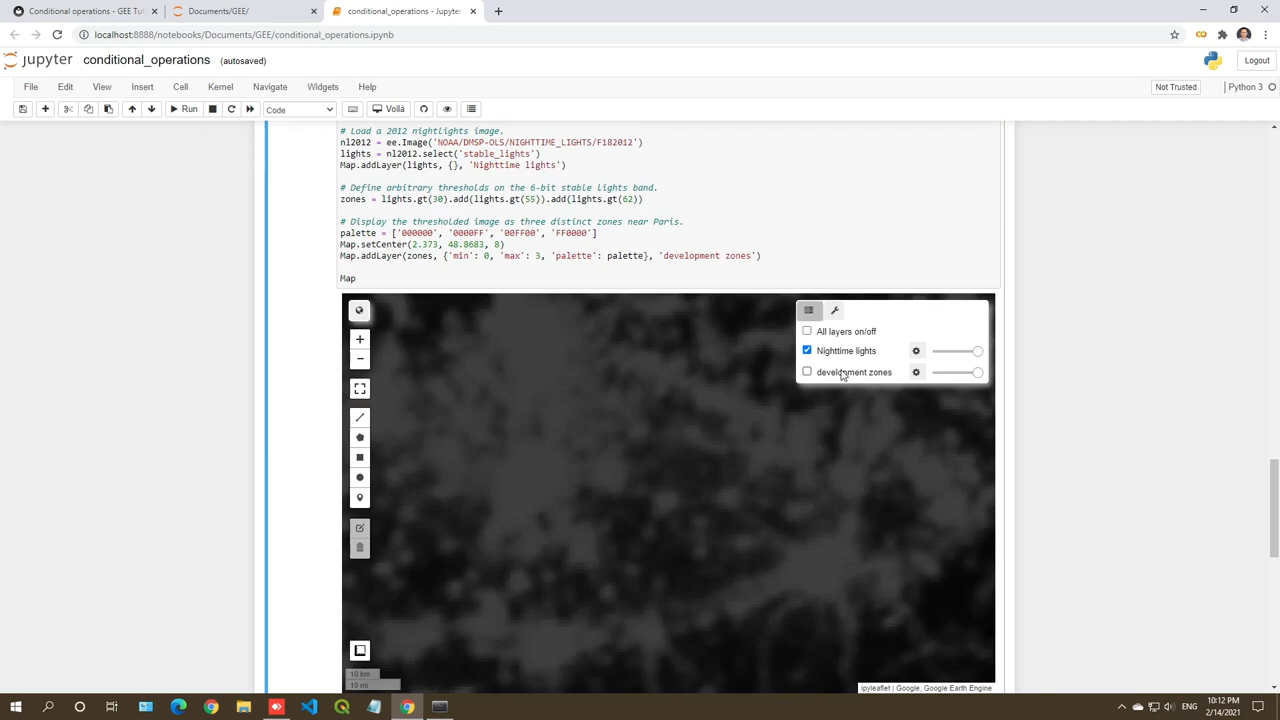 Conditional operations - GEE Tut
Documents/GEE/
conditional_operations - Jupyter
localhost:8888/notebooks/Documents/GEE/conditional_operations.ipynb
jupyter conditional_operations (autosaved)
Logout
File Edit View Insert Cell Kernel Navigate Widgets Help
Not Trusted
Python 3
Run
Code
Voilà
# Load a 2012 nightlights image.
nl2012 = ee.Image('NOAA/DMSP-OLS/NIGHTTIME_LIGHTS/F182012')
lights = nl2012.select('stable_lights')
Map.addLayer(lights, {}, 'Nighttime lights')
# Define arbitrary thresholds on the 6-bit stable lights band.
zones = lights.gt(30).add(lights.gt(55)).add(lights.gt(62))
# Display the thresholded image as three distinct zones near Paris.
palette = ['000000', '0000FF', '00FF00', 'FF0000']
Map.setCenter(2.373, 48.8683, 8)
Map.addLayer(zones, {'min': 0, 'max': 3, 'palette': palette}, 'development zones')
Map
All layers on/off
Nighttime lights
development zones
10 km
10 mi
ipyleaflet | Google, Google Earth Engine
ENG
10:12 PM
2/14/2021